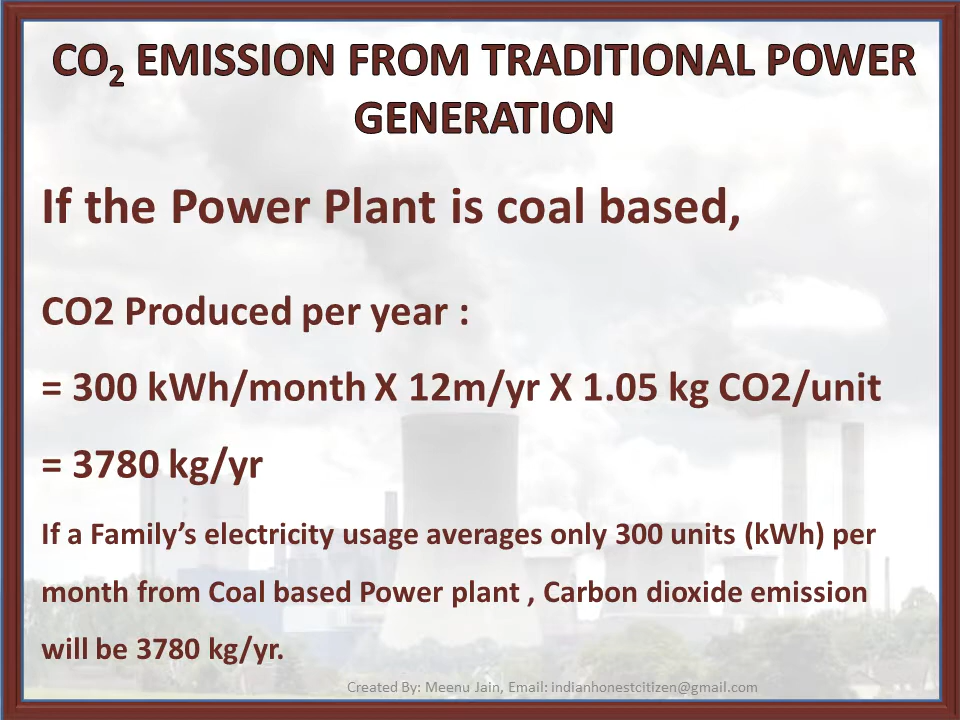 CO₂ EMISSION FROM TRADITIONAL POWER
GENERATION
If the Power Plant is coal based,
CO2 Produced per year :
= 300 kWh/month X 12m/yr X 1.05 kg CO2/unit
= 3780 kg/yr
If a Family’s electricity usage averages only 300 units (kWh) per
month from Coal based Power plant , Carbon dioxide emission
will be 3780 kg/yr.
Created By: Meenu Jain, Email: indianhonestcitizen@gmail.com